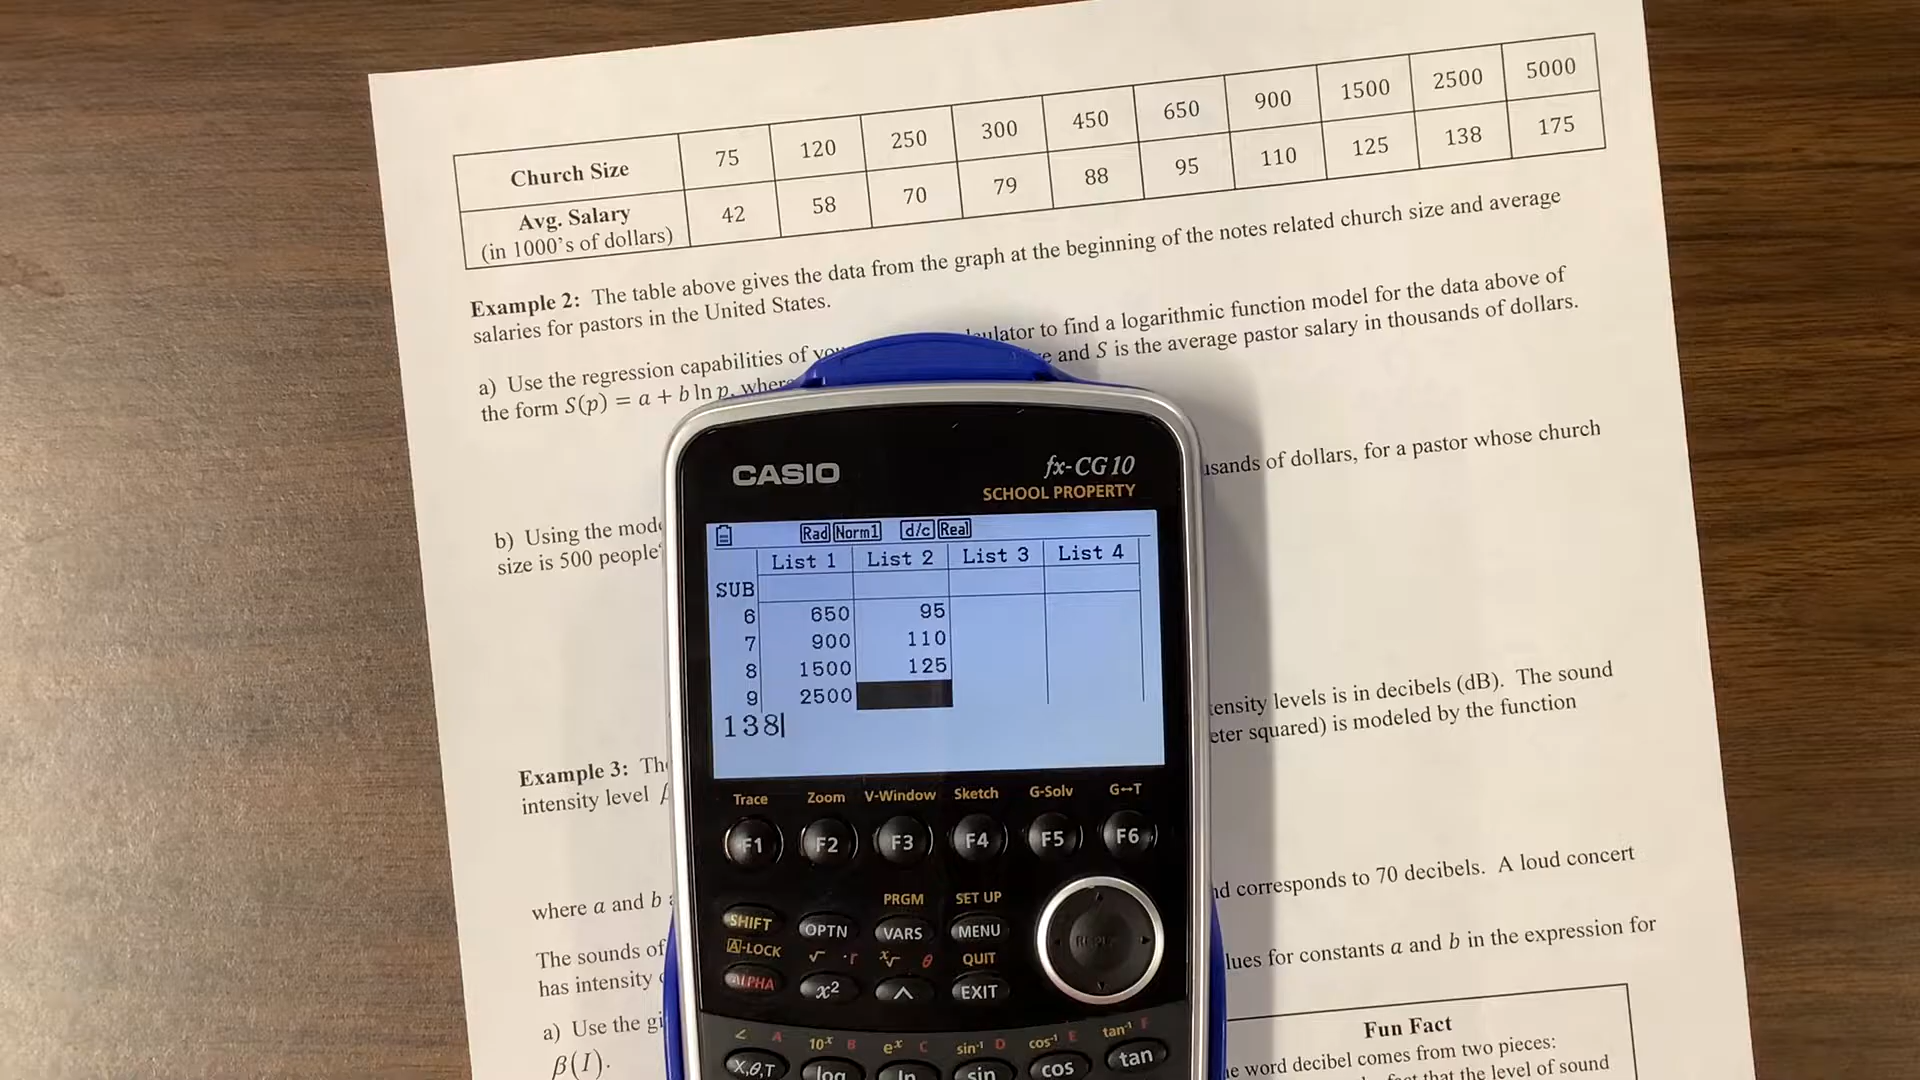 Church Size 75 120 250 300 450 650 900 1500 2500 5000
Avg. Salary
(in 1000's of dollars) 42 58 70 79 88 95 110 125 138 175
Example 2: The table above gives the data from the graph at the beginning of the notes related church size and average
salaries for pastors in the United States.
a) Use the regression capabilities of calculator to find a logarithmic function model for the data above of
the form S(p) = a + b ln p, where and S is the average pastor salary in thousands of dollars.
b) Using the dollars, for a pastor whose church
of
size is 500 people
CASIO fx-CG 10
SCHOOL PROPERTY
Rad Norm1 d/c Real
List 1 List 2 List 3 List 4
SUB
6 650 95
7 900 110
8 1500 125
9 2500
138
Example 3: levels is in decibels (dB). The sound
intensity level squared) is modeled by the function
Trace Zoom V-Window Sketch G-Solv G↔T
F1 F2 F3 F4 F5 F6
PRGM SET UP
SHIFT OPTN VARS MENU
A-LOCK √ r x√ θ QUIT
ALPHA x² ^ EXIT
REPLAY
∠ A 10x B ex C sin-1 D cos-1 E tan-1 F
X,θ,T log ln sin cos tan
where a and b corresponds to 70 decibels. A loud concert
The sounds of for constants a and b in the expression for
has intensity
a) Use the
β(I).
Fun Fact
word decibel comes from two pieces:
that the level of sound